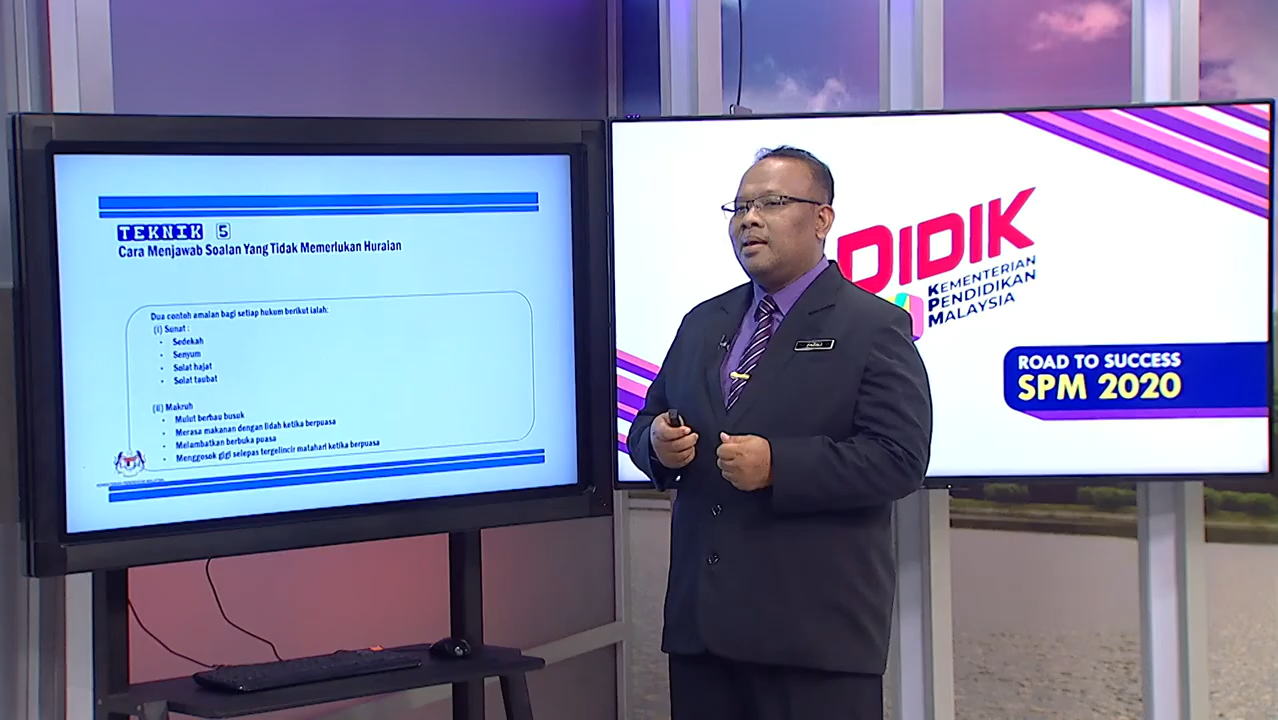 TEKNIK 5
Cara Menjawab Soalan Yang Tidak Memerlukan Huraian
Dua contoh amalan bagi setiap hukum berikut ialah:
(i) Sunat :
• Sedekah
• Senyum
• Solat hajat
• Solat taubat
(ii) Makruh
• Mulut berbau busuk
• Merasa makanan dengan lidah ketika berpuasa
• Melambatkan berbuka puasa
• Menggosok gigi selepas tergelincir matahari ketika berpuasa
DIDIK
KEMENTERIAN
PENDIDIKAN
MALAYSIA
ROAD TO SUCCESS
SPM 2020